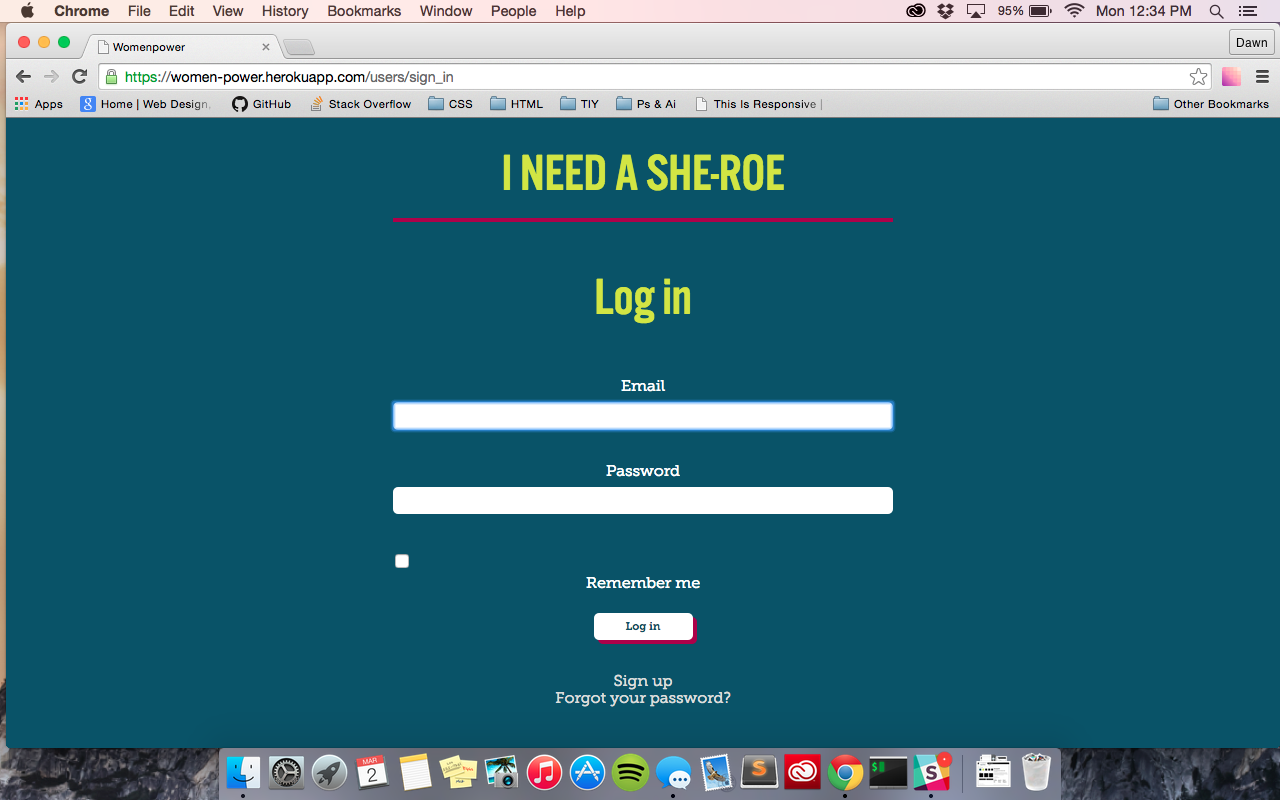 Chrome File Edit View History Bookmarks Window People Help 95% Mon 12:34 PM
Womenpower Dawn
https://women-power.herokuapp.com/users/sign_in
Apps Home | Web Design, GitHub Stack Overflow CSS HTML TIY Ps & Ai This Is Responsive | Other Bookmarks
I NEED A SHE-ROE
Log in
Email
Password
Remember me
Log in
Sign up
Forgot your password?
MAR
2